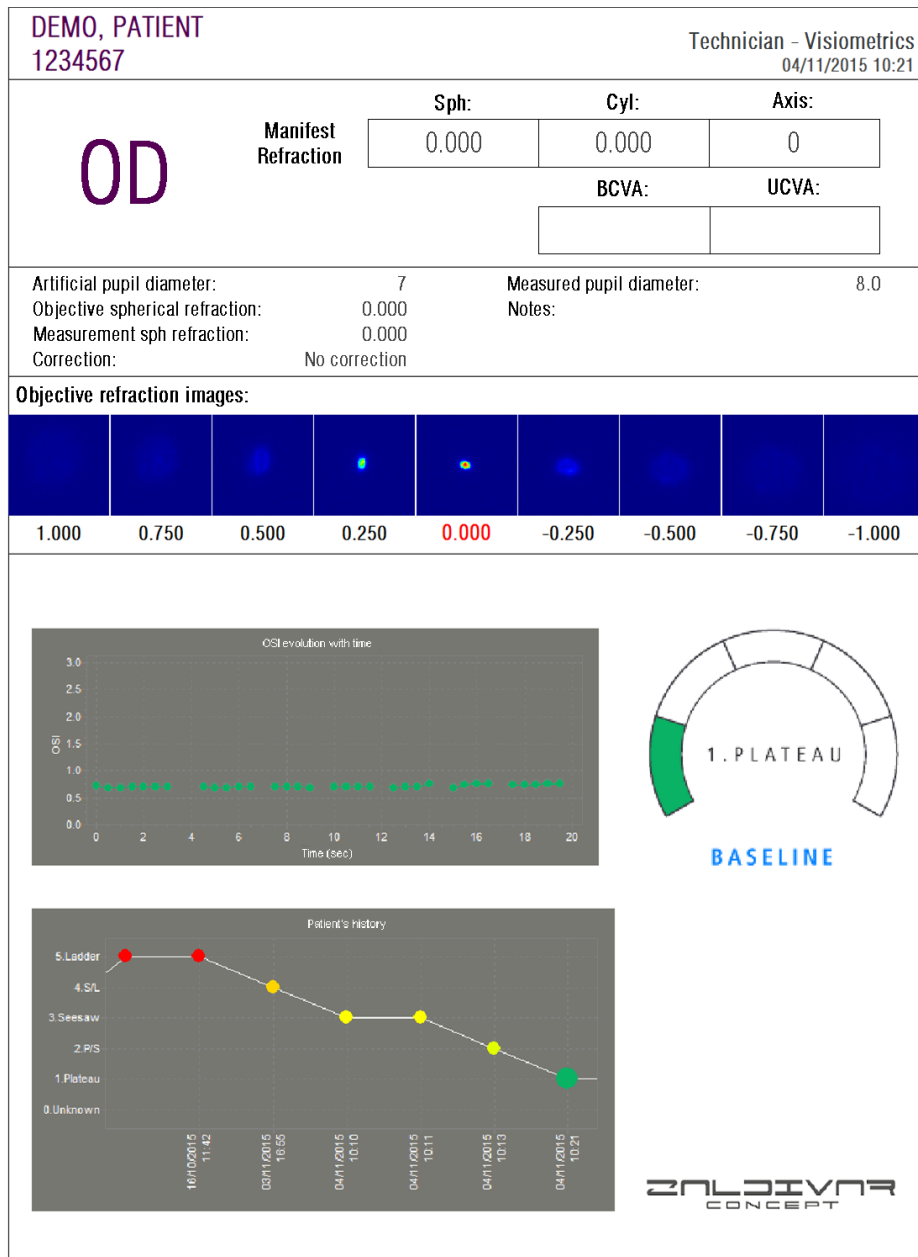 DEMO, PATIENT
1234567
Technician - Visiometrics
04/11/2015 10:21
OD
Manifest
Refraction
Sph: Cyl: Axis:
0.000 0.000 0
BCVA: UCVA:
Artificial pupil diameter: 7 Measured pupil diameter: 8.0
Objective spherical refraction: 0.000 Notes:
Measurement sph refraction: 0.000
Correction: No correction
Objective refraction images:
1.000 0.750 0.500 0.250 0.000 -0.250 -0.500 -0.750 -1.000
OSI evolution with time
3.0
2.5
2.0
1.5
1.0
0.5
0.0
OSI
0 2 4 6 8 10 12 14 16 18 20
Time (sec)
1.PLATEAU
BASELINE
Patient's history
5.Ladder
4.S/L
3.Seesaw
2.P/S
1.Plateau
0.Unknown
16/10/2015
11:42
03/11/2015
16:55
04/11/2015
10:10
04/11/2015
10:11
04/11/2015
10:13
04/11/2015
10:21
ZALDIVAR
CONCEPT